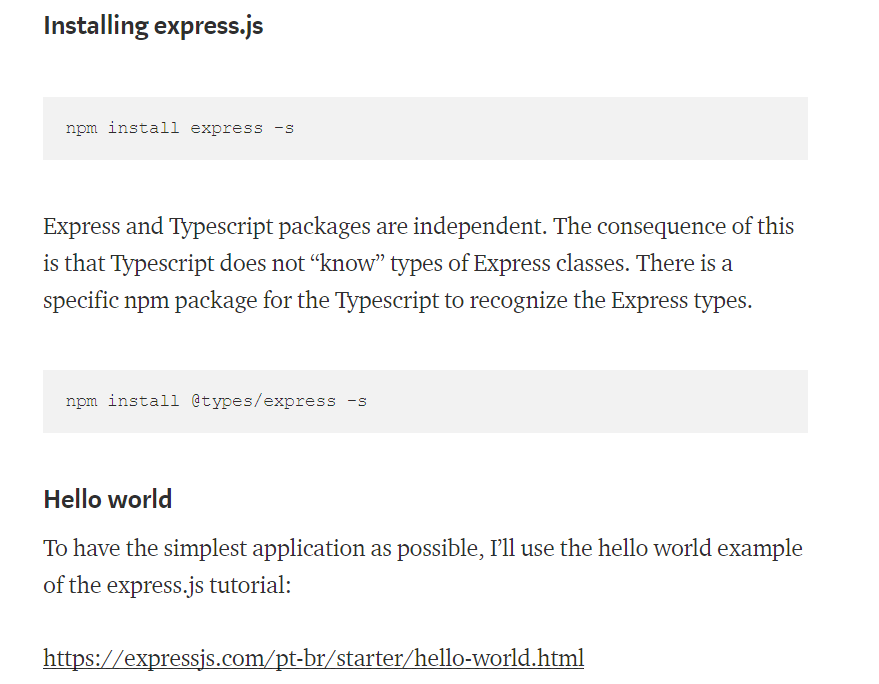 Installing express.js
npm install express -s
Express and Typescript packages are independent. The consequence of this
is that Typescript does not “know” types of Express classes. There is a
specific npm package for the Typescript to recognize the Express types.
npm install @types/express -s
Hello world
To have the simplest application as possible, I’ll use the hello world example
of the express.js tutorial:
https://expressjs.com/pt-br/starter/hello-world.html